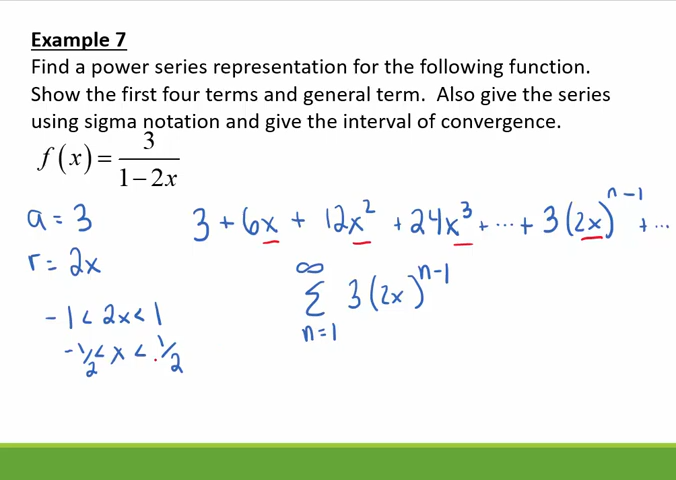 Example 7
Find a power series representation for the following function.
Show the first four terms and general term.  Also give the series
using sigma notation and give the interval of convergence.
f(x) = 3/(1−2x)
a = 3
3 + 6x + 12x² + 24x³ + ... + 3(2x)^(n−1) + ...
r = 2x
∞ Σ n=1 3(2x)^(n−1)
-1 < 2x < 1
-1/2 < x < 1/2